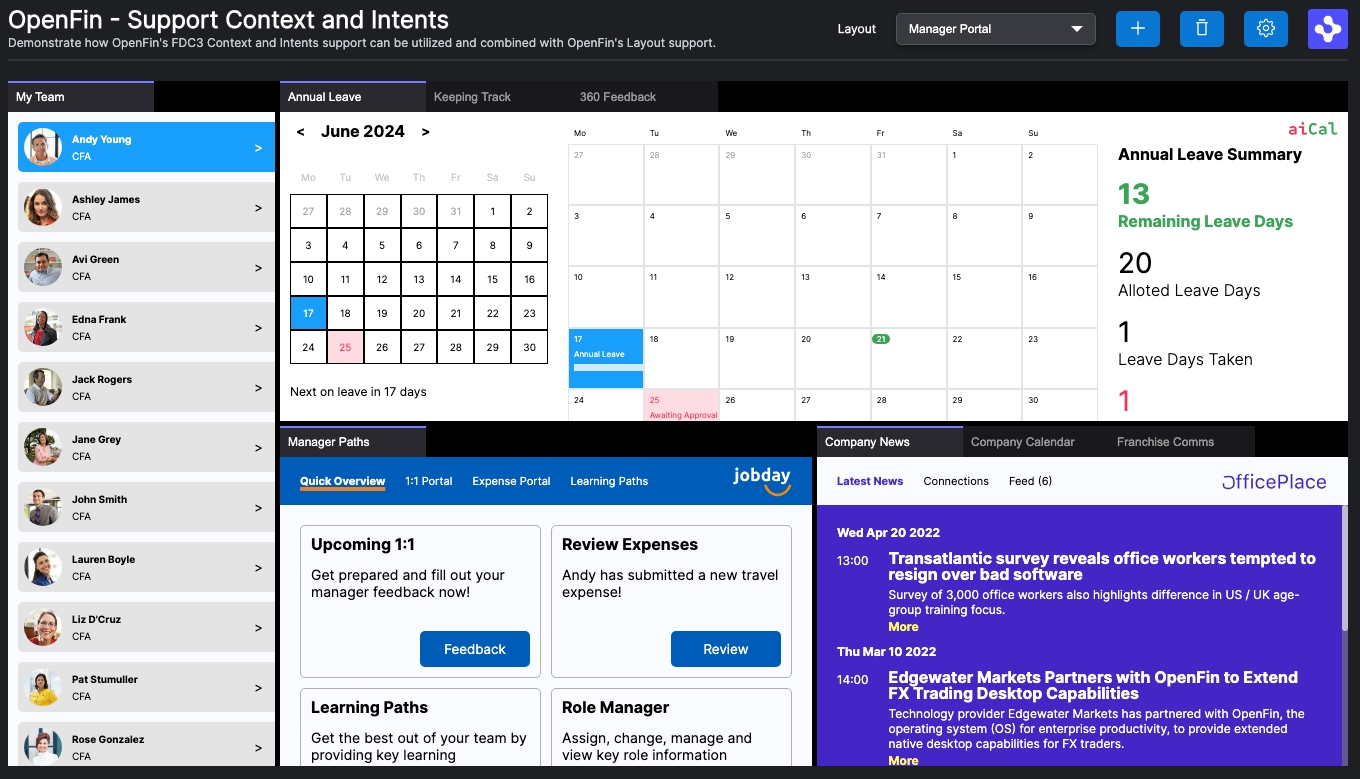 OpenFin - Support Context and Intents
Demonstrate how OpenFin's FDC3 Context and Intents support can be utilized and combined with OpenFin's Layout support.
Layout
Manager Portal
My Team
Andy Young
CFA
>
Ashley James
CFA
>
Avi Green
CFA
>
Edna Frank
CFA
>
Jack Rogers
CFA
>
Jane Grey
CFA
>
John Smith
CFA
>
Lauren Boyle
CFA
>
Liz D'Cruz
CFA
>
Pat Stumuller
CFA
>
Rose Gonzalez
CFA
>
Annual Leave Keeping Track 360 Feedback
< June 2024 >
Mo Tu We Th Fr Sa Su
27 28 29 30 31 1 2
3 4 5 6 7 8 9
10 11 12 13 14 15 16
17 18 19 20 21 22 23
24 25 26 27 28 29 30
Next on leave in 17 days
Mo Tu We Th Fr Sa Su
27 28 29 30 31 1 2
3 4 5 6 7 8 9
10 11 12 13 14 15 16
17 18 19 20 21 22 23
Annual Leave
24 25 26 27 28 29 30
Awaiting Approval
aiCal
Annual Leave Summary
13
Remaining Leave Days
20
Alloted Leave Days
1
Leave Days Taken
1
Manager Paths
Quick Overview 1:1 Portal Expense Portal Learning Paths
jobday
Upcoming 1:1
Get prepared and fill out your
manager feedback now!
Feedback
Review Expenses
Andy has submitted a new travel
expense!
Review
Learning Paths
Get the best out of your team by
providing key learning
Role Manager
Assign, change, manage and
view key role information
Company News Company Calendar Franchise Comms
Latest News Connections Feed (6)
OfficePlace
Wed Apr 20 2022
13:00
Transatlantic survey reveals office workers tempted to
resign over bad software
Survey of 3,000 office workers also highlights difference in US / UK age-
group training focus.
More
Thu Mar 10 2022
14:00
Edgewater Markets Partners with OpenFin to Extend
FX Trading Desktop Capabilities
Technology provider Edgewater Markets has partnered with OpenFin, the
operating system (OS) for enterprise productivity, to provide extended
native desktop capabilities for FX traders.
More